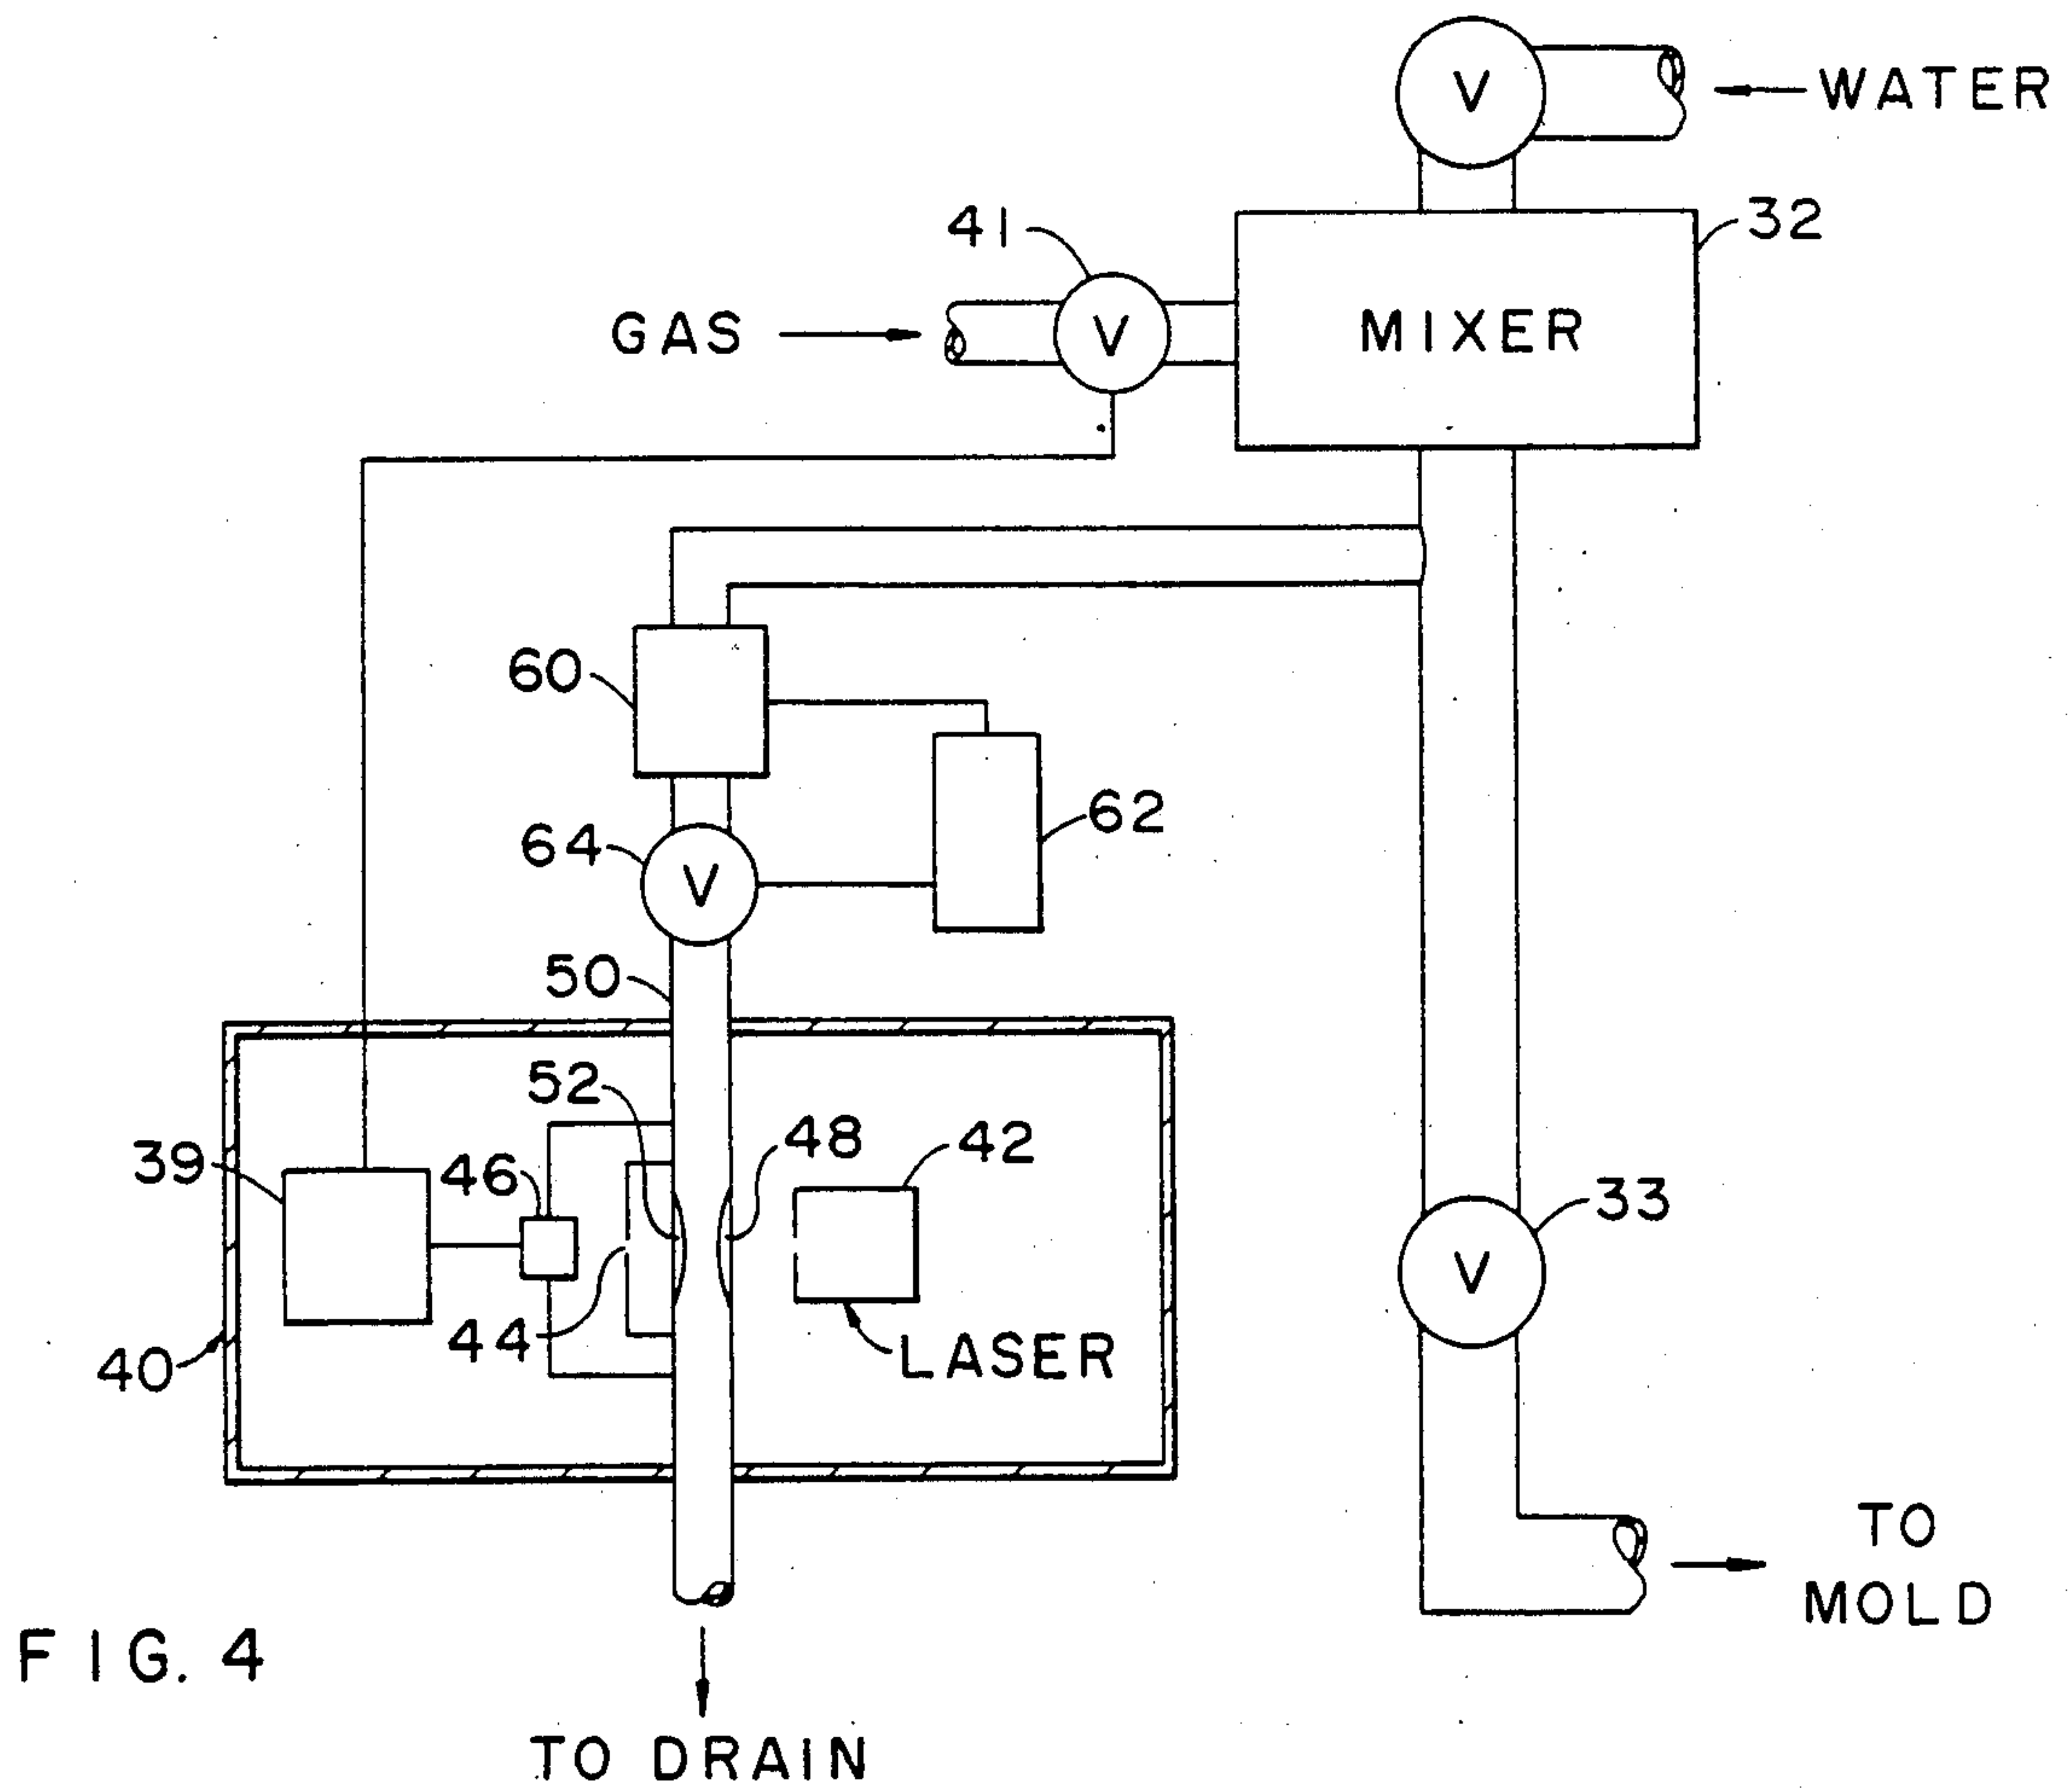 V
WATER
41
32
GAS
V
MIXER
60
62
64
V
50
52
48
42
39
46
33
V
44
LASER
40
TO
MOLD
FIG. 4
TO DRAIN